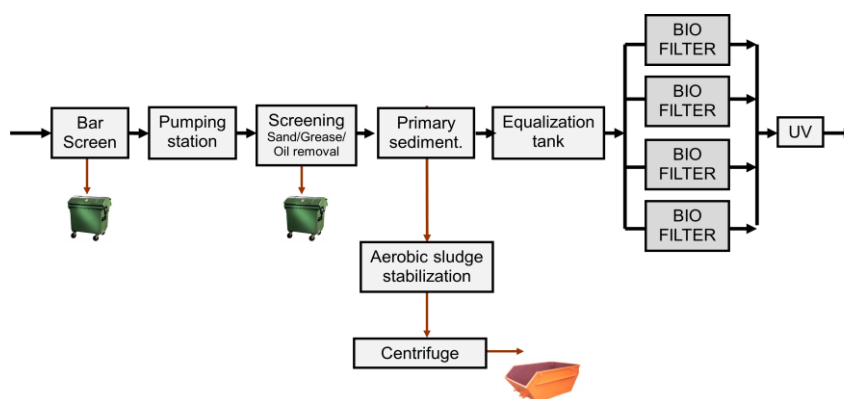 BIO
FILTER
BIO
FILTER
Bar
Screen
Pumping
station
Screening
Sand/Grease/
Oil removal
Primary
sediment.
Equalization
tank
UV
BIO
FILTER
BIO
FILTER
Aerobic sludge
stabilization
Centrifuge